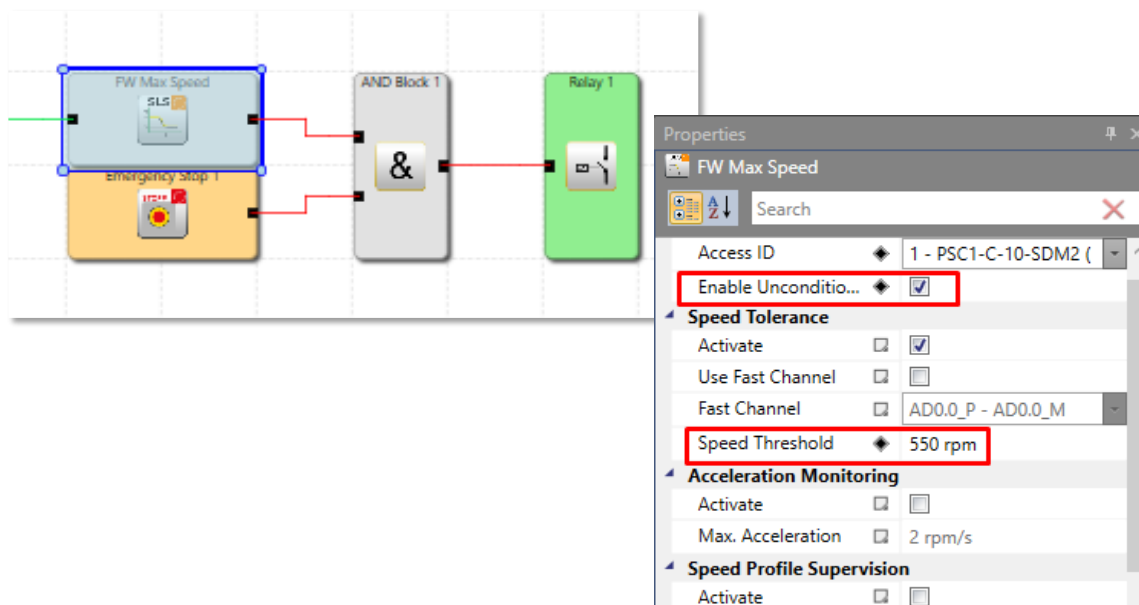 FW Max Speed
SLS
AND Block 1
&
Relay 1
Emergency Stop 1
Properties
FW Max Speed
A Z
Search
Access ID 1 - PSC1-C-10-SDM2 (
Enable Unconditio...
Speed Tolerance
Activate
Use Fast Channel
Fast Channel AD0.0_P - AD0.0_M
Speed Threshold 550 rpm
Acceleration Monitoring
Activate
Max. Acceleration 2 rpm/s
Speed Profile Supervision
Activate